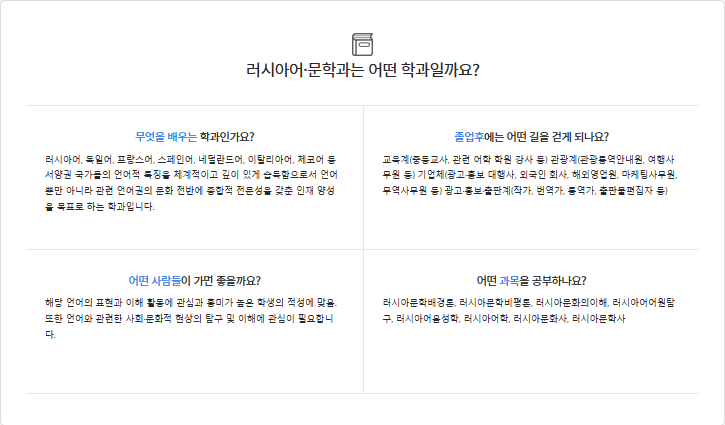 러시아어·문학과는 어떤 학과일까요?
무엇을 배우는 학과인가요?
러시아어, 독일어, 프랑스어, 스페인어, 네덜란드어, 이탈리아어, 체코어 등
서양권 국가들의 언어적 특징을 체계적이고 깊이 있게 습득함으로서 언어
뿐만 아니라 관련 언어권의 문화 전반에 종합적 전문성을 갖춘 인재 양성
을 목표로 하는 학과입니다.
졸업후에는 어떤 길을 걷게 되나요?
교육계(중등교사, 관련 어학 학원 강사 등) 관광계(관광통역안내원, 여행사
무원 등) 기업체(광고·홍보 대행사, 외국인 회사, 해외영업원, 마케팅사무원,
무역사무원 등) 광고·홍보·출판계(작가, 번역가, 통역가, 출판물편집자 등)
어떤 사람들이 가면 좋을까요?
해당 언어의 표현과 이해 활동에 관심과 흥미가 높은 학생의 적성에 맞음.
또한 언어와 관련한 사회·문화적 현상의 탐구 및 이해에 관심이 필요합니
다.
어떤 과목을 공부하나요?
러시아문학배경론, 러시아문학비평론, 러시아문화의이해, 러시아어어원탐
구, 러시아어음성학, 러시아어학, 러시아문화사, 러시아문학사